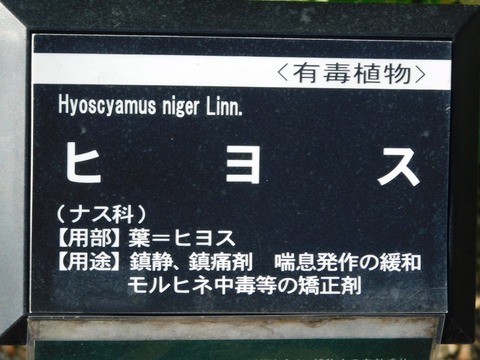 ＜有毒植物＞
Hyoscyamus niger Linn.
ヒヨス
（ナス科）
【用部】葉＝ヒヨス
【用途】鎮静、鎮痛剤　喘息発作の緩和
モルヒネ中毒等の矯正剤